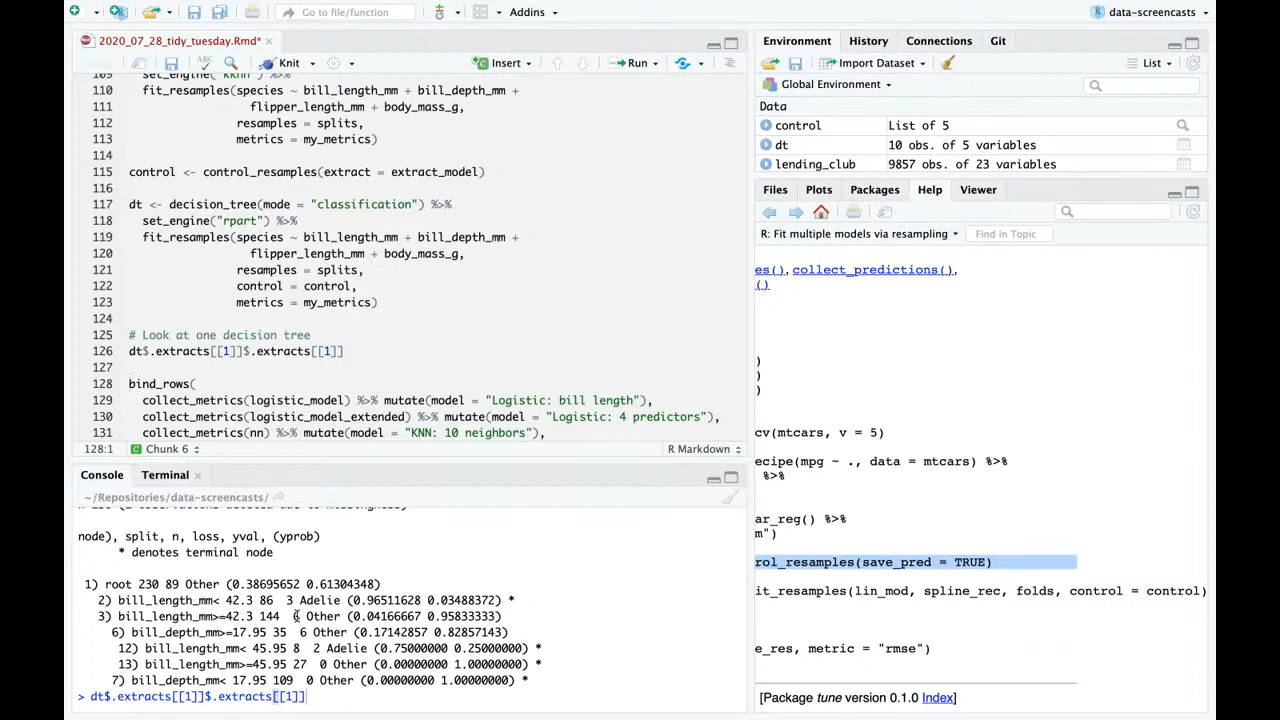 Go to file/function
Addins
data-screencasts
2020_07_28_tidy_tuesday.Rmd*
Knit
Insert
Run
109 set_engine("kknn") %>%
110 fit_resamples(species ~ bill_length_mm + bill_depth_mm +
111 flipper_length_mm + body_mass_g,
112 resamples = splits,
113 metrics = my_metrics)
114
115 control <- control_resamples(extract = extract_model)
116
117 dt <- decision_tree(mode = "classification") %>%
118 set_engine("rpart") %>%
119 fit_resamples(species ~ bill_length_mm + bill_depth_mm +
120 flipper_length_mm + body_mass_g,
121 resamples = splits,
122 control = control,
123 metrics = my_metrics)
124
125 # Look at one decision tree
126 dt$.extracts[[1]]$.extracts[[1]]
127
128 bind_rows(
129 collect_metrics(logistic_model) %>% mutate(model = "Logistic: bill length"),
130 collect_metrics(logistic_model_extended) %>% mutate(model = "Logistic: 4 predictors"),
131 collect_metrics(nn) %>% mutate(model = "KNN: 10 neighbors"),
128:1 Chunk 6 R Markdown
Console Terminal
~/Repositories/data-screencasts/
node), split, n, loss, yval, (yprob)
* denotes terminal node
1) root 230 89 Other (0.38695652 0.61304348)
2) bill_length_mm< 42.3 86 3 Adelie (0.96511628 0.03488372) *
3) bill_length_mm>=42.3 144 6 Other (0.04166667 0.95833333)
6) bill_depth_mm>=17.95 35 6 Other (0.17142857 0.82857143)
12) bill_length_mm< 45.95 8 2 Adelie (0.75000000 0.25000000) *
13) bill_length_mm>=45.95 27 0 Other (0.00000000 1.00000000) *
7) bill_depth_mm< 17.95 109 0 Other (0.00000000 1.00000000) *
> dt$.extracts[[1]]$.extracts[[1]]
Environment History Connections Git
Import Dataset List
Global Environment
Data
control List of 5
dt 10 obs. of 5 variables
lending_club 9857 obs. of 23 variables
Files Plots Packages Help Viewer
R: Fit multiple models via resampling Find in Topic
es(), collect_predictions(),
()
)
)
)
cv(mtcars, v = 5)
ecipe(mpg ~ ., data = mtcars) %>%
%>%
ar_reg() %>%
m")
rol_resamples(save_pred = TRUE)
it_resamples(lin_mod, spline_rec, folds, control = control)
e_res, metric = "rmse")
[Package tune version 0.1.0 Index]